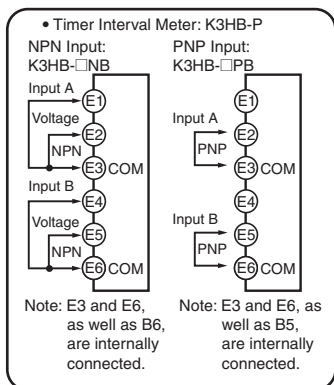 • Timer Interval Meter: K3HB-P
NPN Input:
K3HB-□NB
Input A
Voltage
NPN
Input B
Voltage
NPN
E1
E2
E3 COM
E4
E5
E6 COM
Note: E3 and E6,
as well as B6,
are internally
connected.
PNP Input:
K3HB-□PB
Input A
PNP
Input B
PNP
E1
E2
E3 COM
E4
E5
E6 COM
Note: E3 and E6, as
well as B5,
are internally
connected.